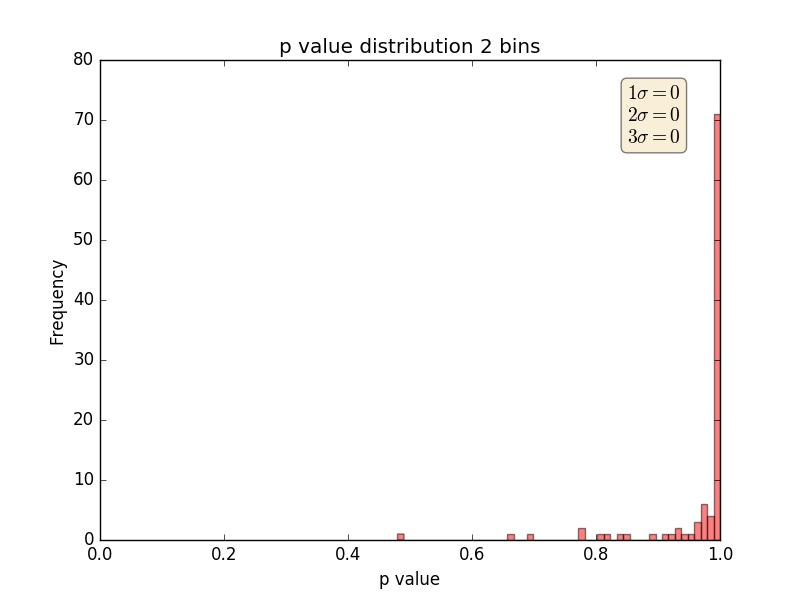 p value distribution 2 bins
80
70
60
50
40
30
20
10
0
Frequency
1σ = 0
2σ = 0
3σ = 0
0.0 0.2 0.4 0.6 0.8 1.0
p value